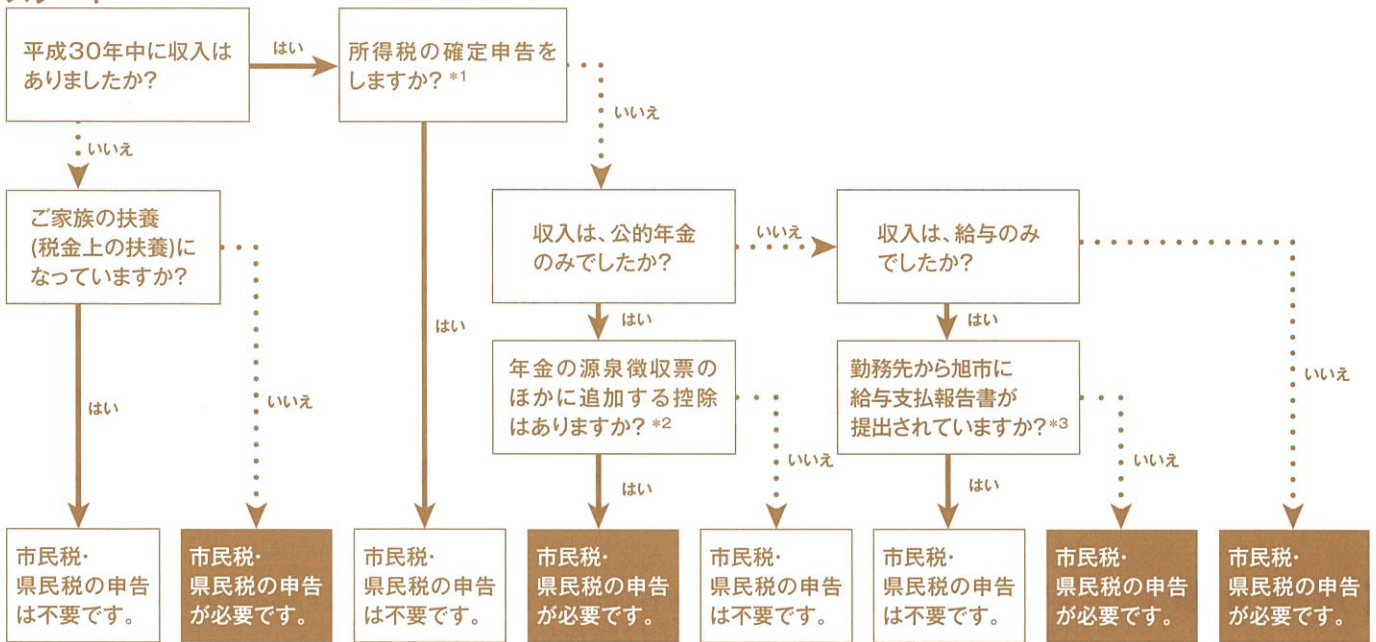 平成30年中に収入は
ありましたか?
はい
所得税の確定申告を
しますか? *1
いいえ
いいえ
ご家族の扶養
(税金上の扶養)に
なっていますか?
収入は、公的年金
のみでしたか?
いいえ
収入は、給与のみ
でしたか?
はい
はい
はい
年金の源泉徴収票の
ほかに追加する控除
はありますか? *2
勤務先から旭市に
給与支払報告書が
提出されていますか?*3
いいえ
はい
いいえ
いいえ
いいえ
はい
はい
市民税・
県民税の申告
は不要です。
市民税・
県民税の申告
が必要です。
市民税・
県民税の申告
は不要です。
市民税・
県民税の申告
が必要です。
市民税・
県民税の申告
は不要です。
市民税・
県民税の申告
は不要です。
市民税・
県民税の申告
が必要です。
市民税・
県民税の申告
が必要です。